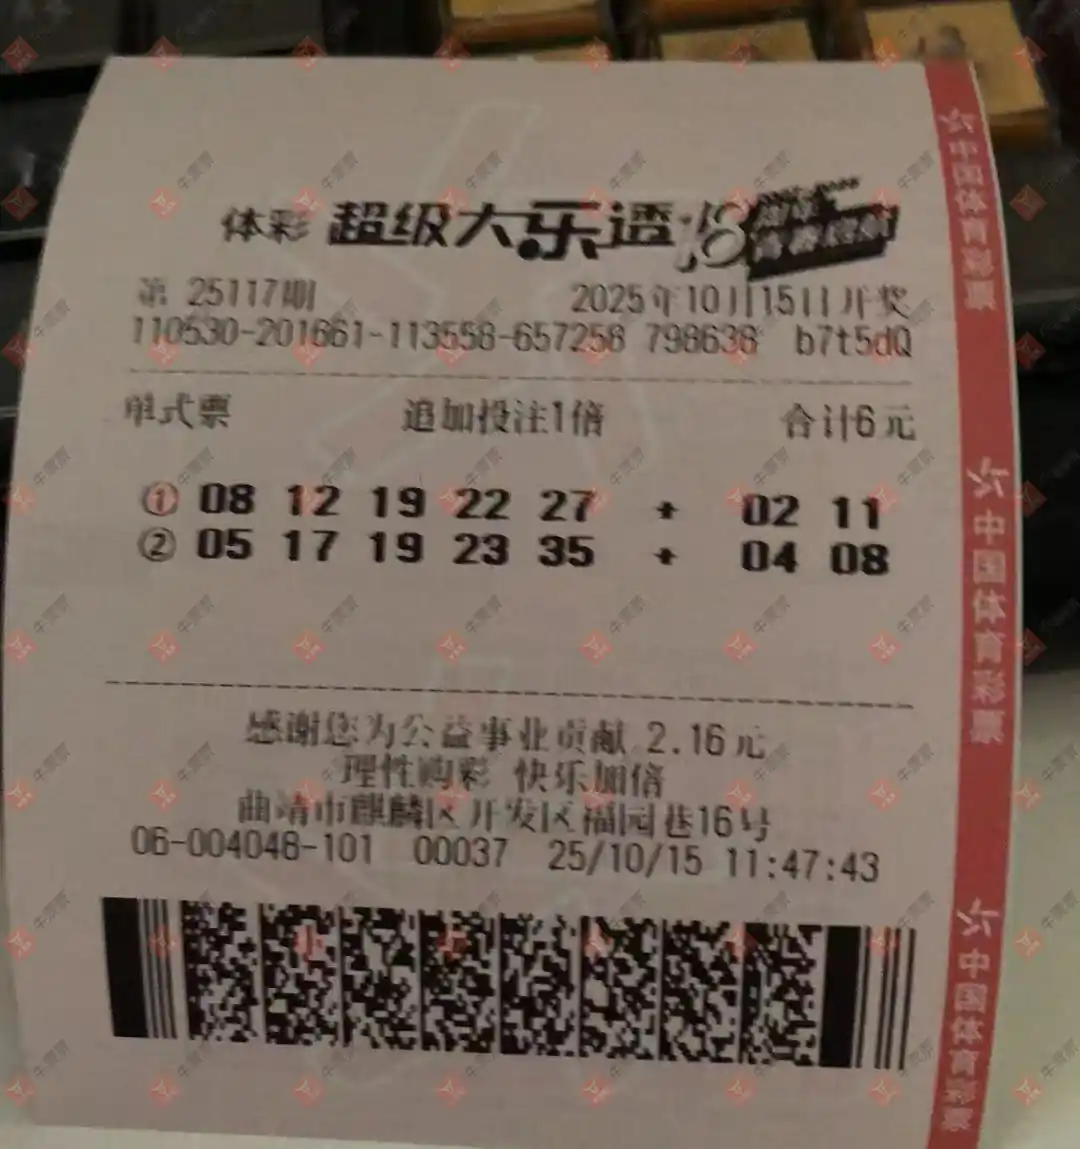 体彩 超级大乐透 18
第 25117期 2025年10月15日开奖
110530-201661-113558-657258 798638 b7t5dQ
单式票 追加投注1倍 合计6元
① 08 12 19 22 27 + 02 11
② 05 17 19 23 35 + 04 08
感谢您为公益事业贡献 2.16元
理性购彩 快乐加倍
曲靖市麒麟区开发区福园巷16号
06-004048-101 00037 25/10/15 11:47:43
中国体育彩票
中国体育彩票
中国体育彩票